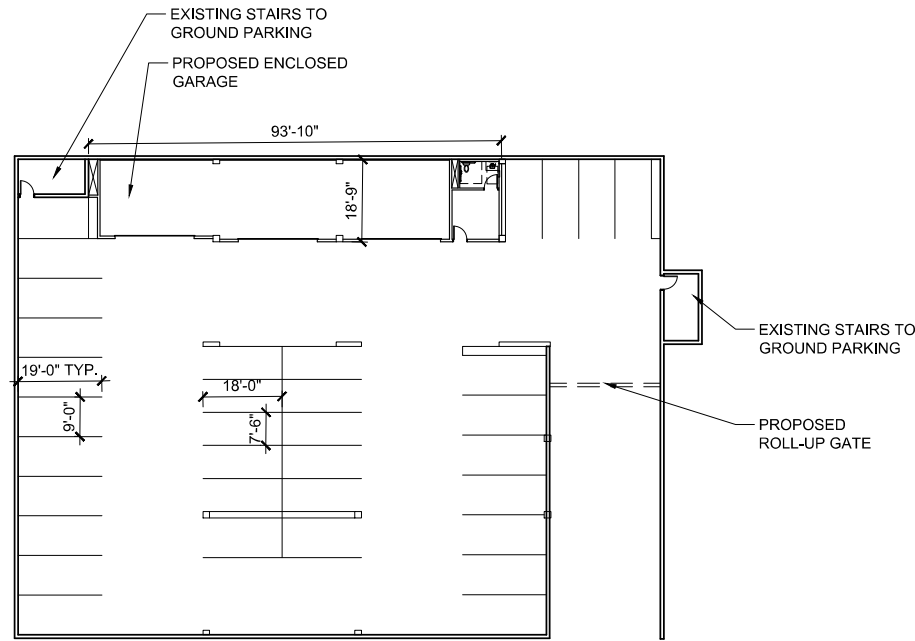 EXISTING STAIRS TO
GROUND PARKING
PROPOSED ENCLOSED
GARAGE
93'-10"
18'-9"
EXISTING STAIRS TO
GROUND PARKING
19'-0" TYP.
18'-0"
9'-0"
7'-6"
PROPOSED
ROLL-UP GATE